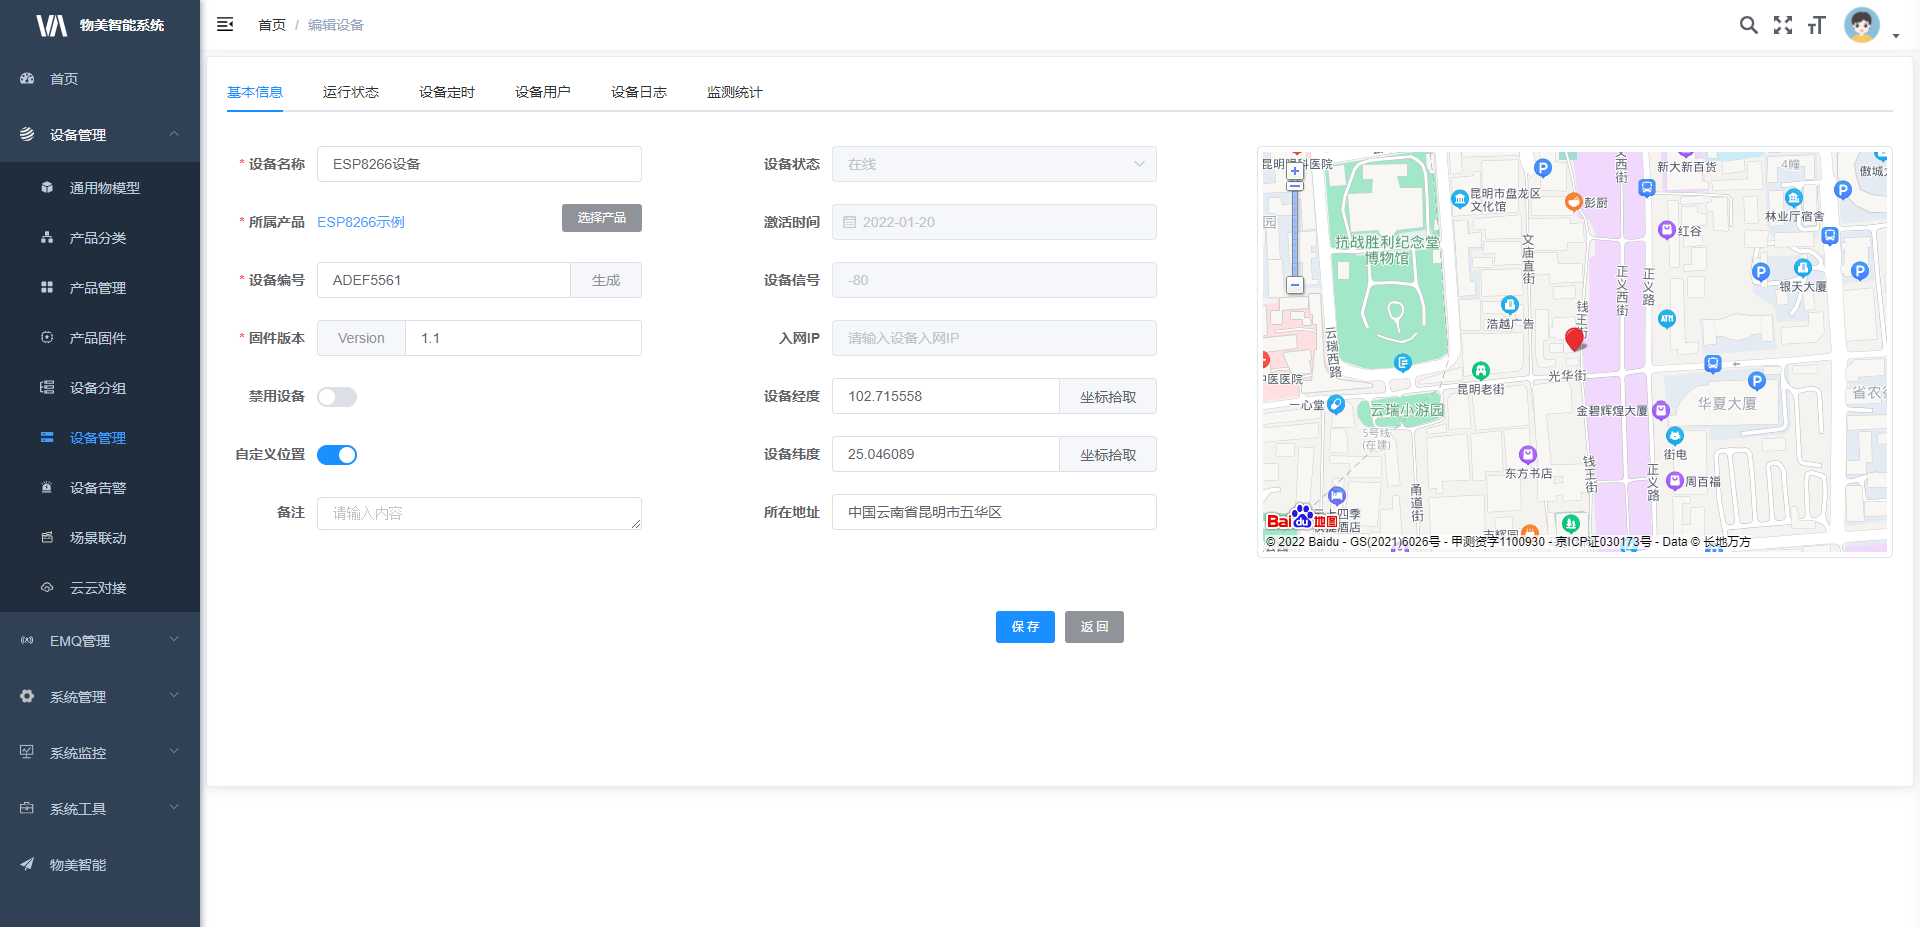 物美智能系统
首页 / 编辑设备
首页
设备管理
通用物模型
产品分类
产品管理
产品固件
设备分组
设备管理
设备告警
场景联动
云云对接
EMQ管理
系统管理
系统监控
系统工具
物美智能
基本信息 运行状态 设备定时 设备用户 设备日志 监测统计
* 设备名称 ESP8266设备
* 所属产品 ESP8266示例 选择产品
* 设备编号 ADEF5561 生成
* 固件版本 Version 1.1
禁用设备
自定义位置
备注 请输入内容
设备状态 在线
激活时间 2022-01-20
设备信号 -80
入网IP 请输入设备入网IP
设备经度 102.715558 坐标拾取
设备纬度 25.046089 坐标拾取
所在地址 中国云南省昆明市五华区
保存 返回
新大新百货
4幢
昆明市盘龙区
文化馆
彭厨
林业厅宿舍
红谷
抗战胜利纪念堂
博物馆
文庙直街
正义西街
正义路
银天大厦
浩越广告
钱王街
ATM
云瑞西路
光华街
昆明老街
一心堂
云瑞小游园
金碧辉煌大厦
华夏大厦
5号线
(在建)
街电
东方书店
钱王街
正义路
周百福
甬道街
Bai du 地图
© 2022 Baidu - GS(2021)6026号 - 甲测资字1100930 - 京ICP证030173号 - Data © 长地万方